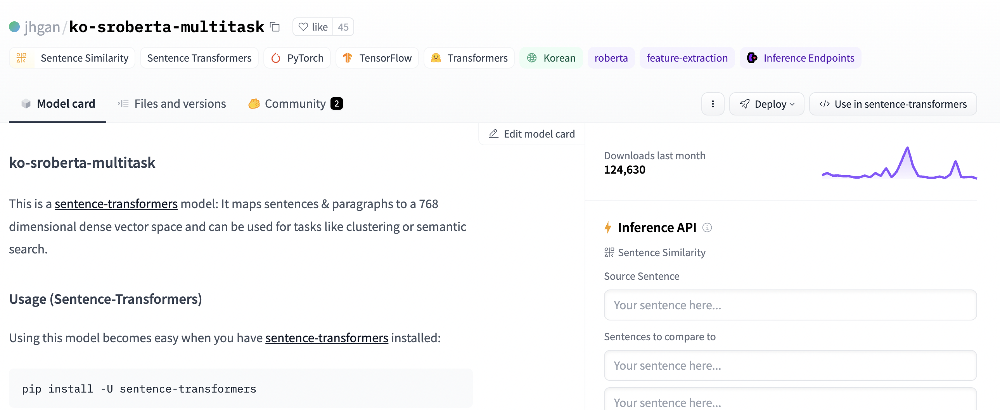 jhgan/ko-sroberta-multitask like 45
Sentence Similarity Sentence Transformers PyTorch TensorFlow Transformers Korean roberta feature-extraction Inference Endpoints
Model card Files and versions Community 2 Deploy </> Use in sentence-transformers
Edit model card
ko-sroberta-multitask
This is a sentence-transformers model: It maps sentences & paragraphs to a 768
dimensional dense vector space and can be used for tasks like clustering or semantic
search.
Usage (Sentence-Transformers)
Using this model becomes easy when you have sentence-transformers installed:
pip install -U sentence-transformers
Downloads last month
124,630
Inference API
Sentence Similarity
Source Sentence
Your sentence here...
Sentences to compare to
Your sentence here...
Your sentence here...